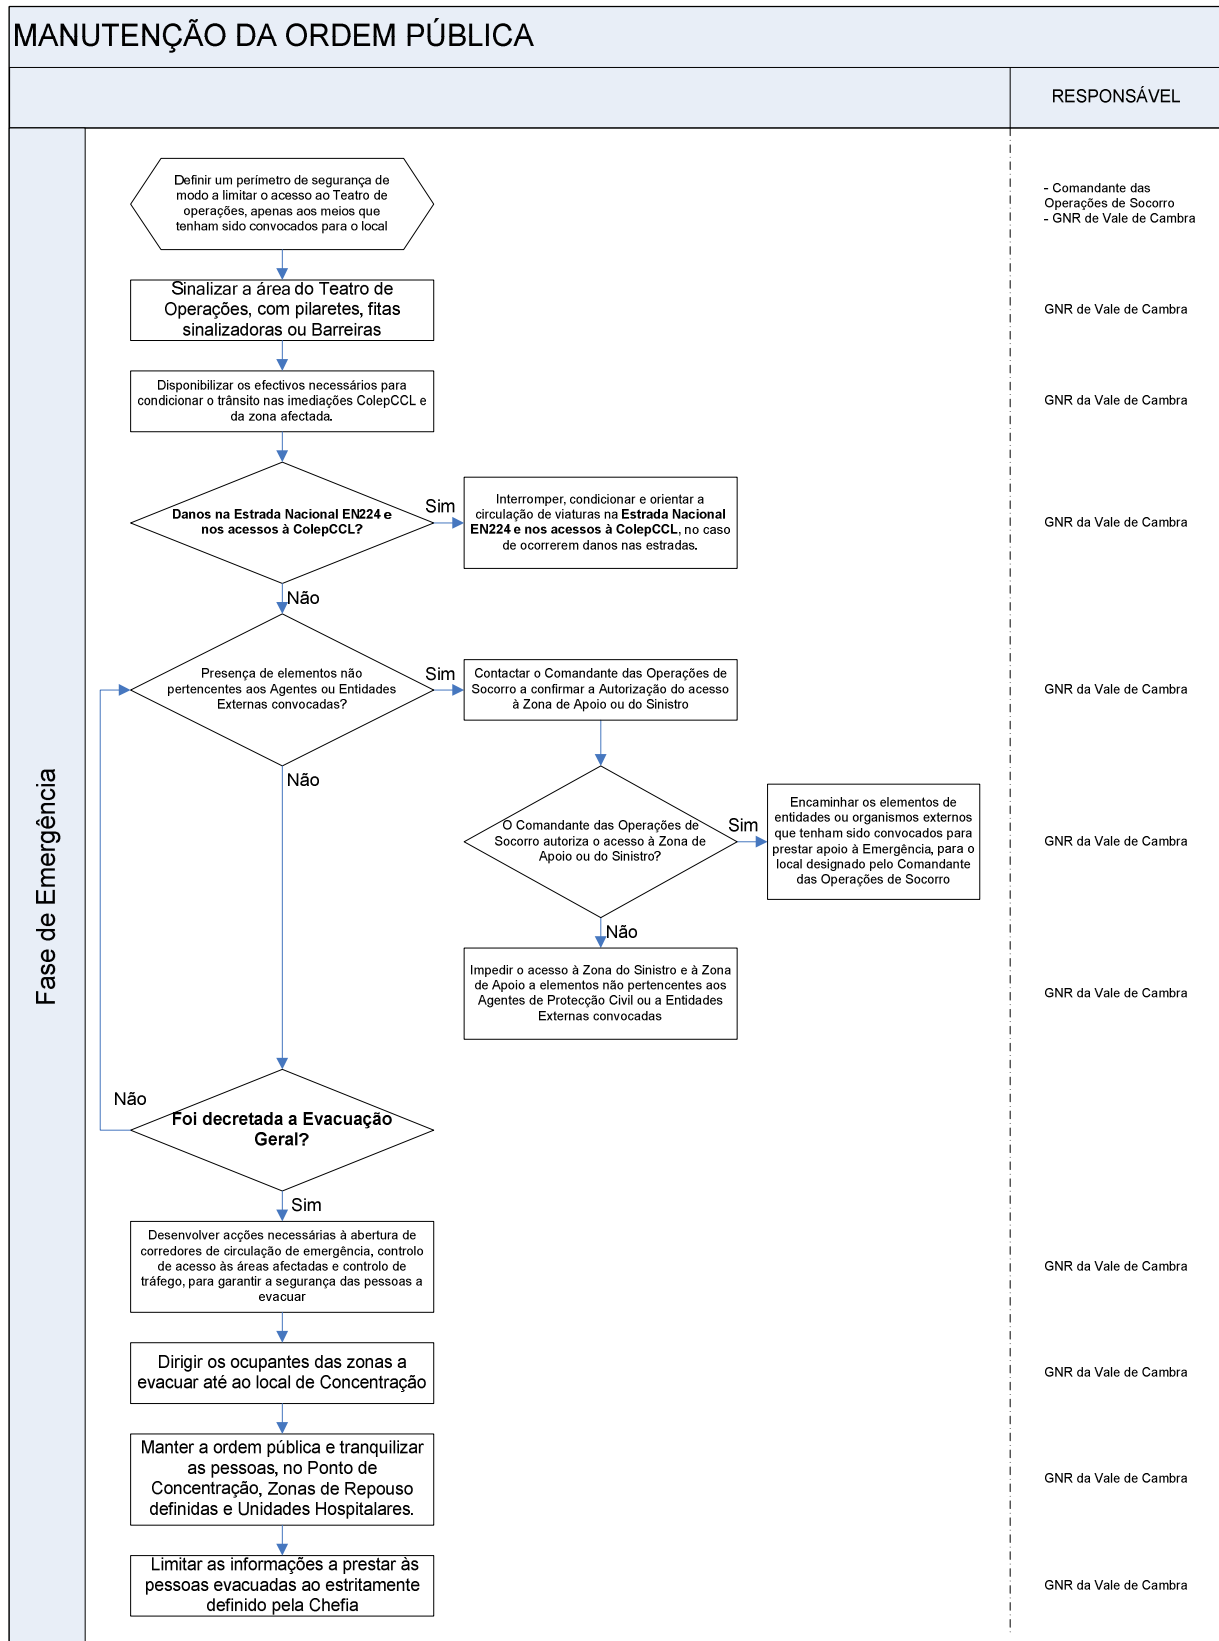 MANUTENÇÃO DA ORDEM PÚBLICA
RESPONSÁVEL
Fase de Emergência
Definir um perímetro de segurança de
modo a limitar o acesso ao Teatro de
operações, apenas aos meios que
tenham sido convocados para o local
- Comandante das
Operações de Socorro
- GNR de Vale de Cambra
Sinalizar a área do Teatro de
Operações, com pilaretes, fitas
sinalizadoras ou Barreiras
GNR de Vale de Cambra
Disponibilizar os efectivos necessários para
condicionar o trânsito nas imediações ColepCCL e
da zona afectada.
GNR da Vale de Cambra
Danos na Estrada Nacional EN224 e
nos acessos à ColepCCL?
Sim
Interromper, condicionar e orientar a
circulação de viaturas na Estrada Nacional
EN224 e nos acessos à ColepCCL, no caso
de ocorrerem danos nas estradas.
GNR da Vale de Cambra
Não
Presença de elementos não
pertencentes aos Agentes ou Entidades
Externas convocadas?
Sim
Contactar o Comandante das Operações de
Socorro a confirmar a Autorização do acesso
à Zona de Apoio ou do Sinistro
GNR da Vale de Cambra
Não
O Comandante das Operações de
Socorro autoriza o acesso à Zona de
Apoio ou do Sinistro?
Sim
Encaminhar os elementos de
entidades ou organismos externos
que tenham sido convocados para
prestar apoio à Emergência, para o
local designado pelo Comandante
das Operações de Socorro
GNR da Vale de Cambra
Não
Impedir o acesso à Zona do Sinistro e à Zona
de Apoio a elementos não pertencentes aos
Agentes de Protecção Civil ou a Entidades
Externas convocadas
GNR da Vale de Cambra
Não
Foi decretada a Evacuação
Geral?
Sim
Desenvolver acções necessárias à abertura de
corredores de circulação de emergência, controlo
de acesso às áreas afectadas e controlo de
tráfego, para garantir a segurança das pessoas a
evacuar
GNR da Vale de Cambra
Dirigir os ocupantes das zonas a
evacuar até ao local de Concentração
GNR da Vale de Cambra
Manter a ordem pública e tranquilizar
as pessoas, no Ponto de
Concentração, Zonas de Repouso
definidas e Unidades Hospitalares.
GNR da Vale de Cambra
Limitar as informações a prestar às
pessoas evacuadas ao estritamente
definido pela Chefia
GNR da Vale de Cambra